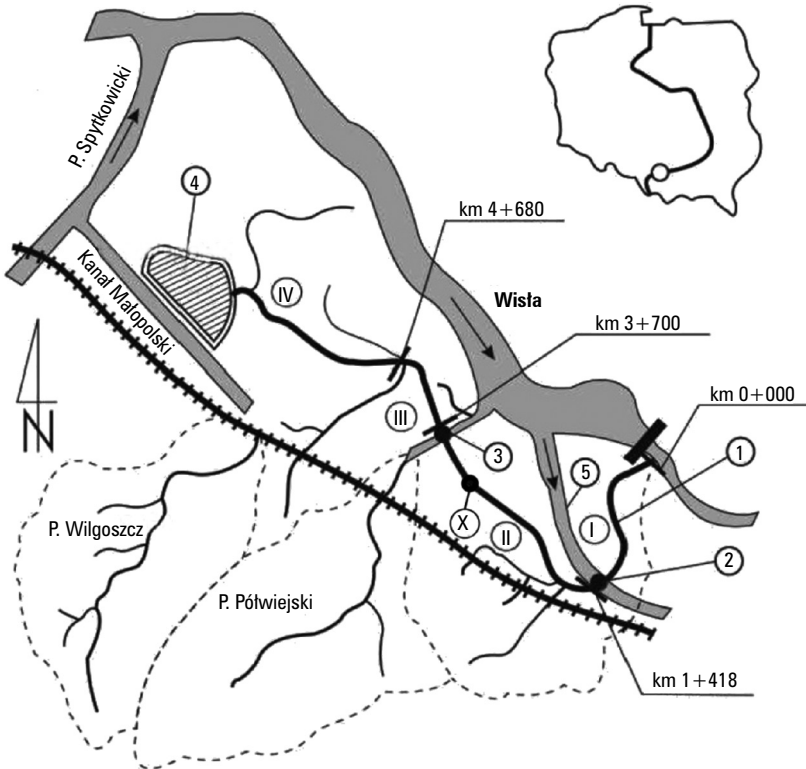 P. Spytkowicki
4
km 4+680
Kanał Małopolski
IV
Wisła
km 3+700
km 0+000
III
N
3
5
1
I
X
II
P. Wilgoszcz
2
P. Półwiejski
km 1+418